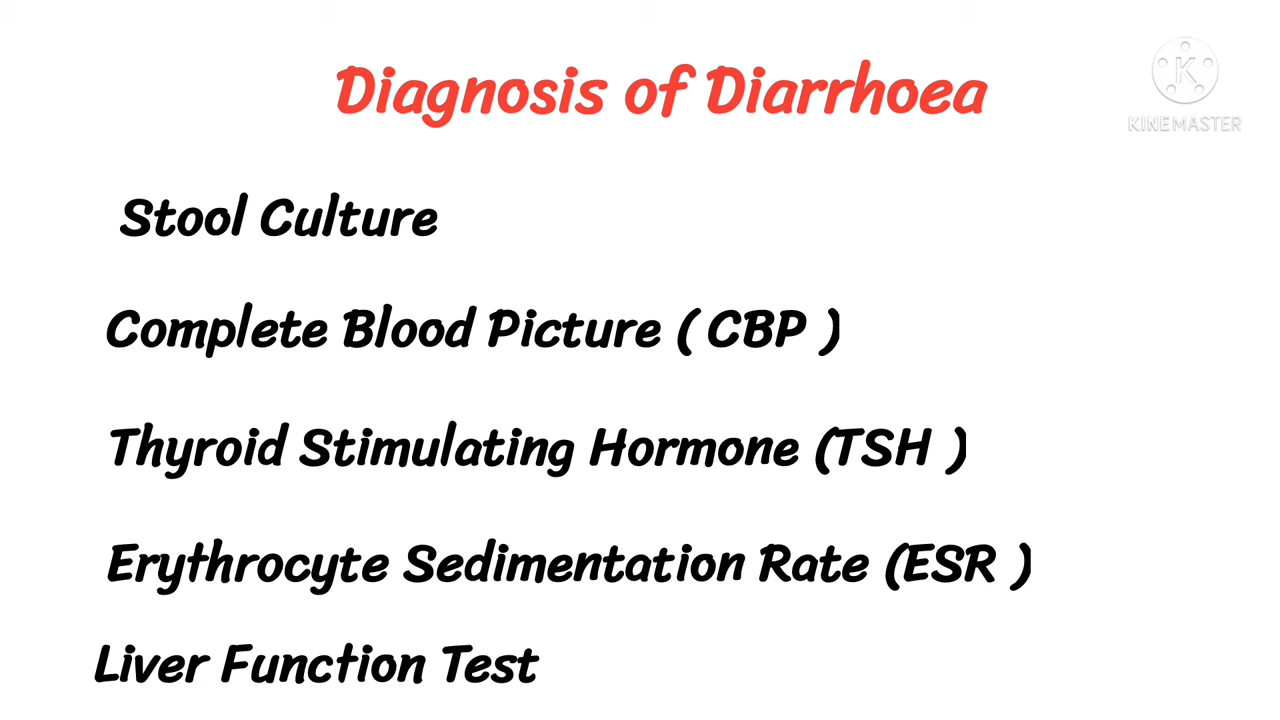 Diagnosis of Diarrhoea
K
KINEMASTER
Stool Culture
Complete Blood Picture ( CBP )
Thyroid Stimulating Hormone (TSH )
Erythrocyte Sedimentation Rate (ESR )
Liver Function Test